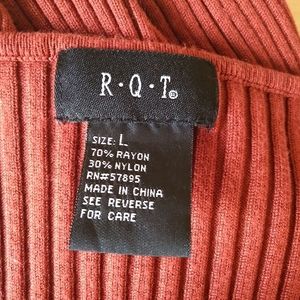 R·Q·T®
SIZE: L
70% RAYON
30% NYLON
RN#57895
MADE IN CHINA
SEE REVERSE
FOR CARE